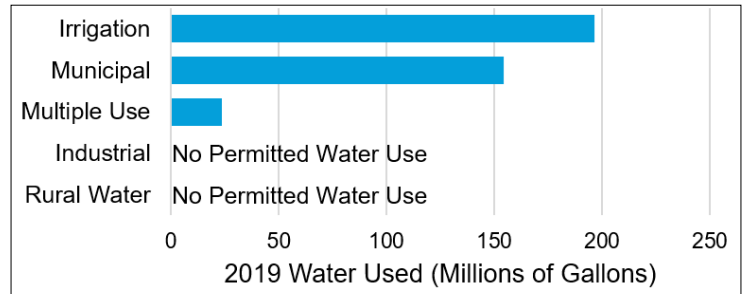 Irrigation
Municipal
Multiple Use
Industrial No Permitted Water Use
Rural Water No Permitted Water Use
0 50 100 150 200 250
2019 Water Used (Millions of Gallons)